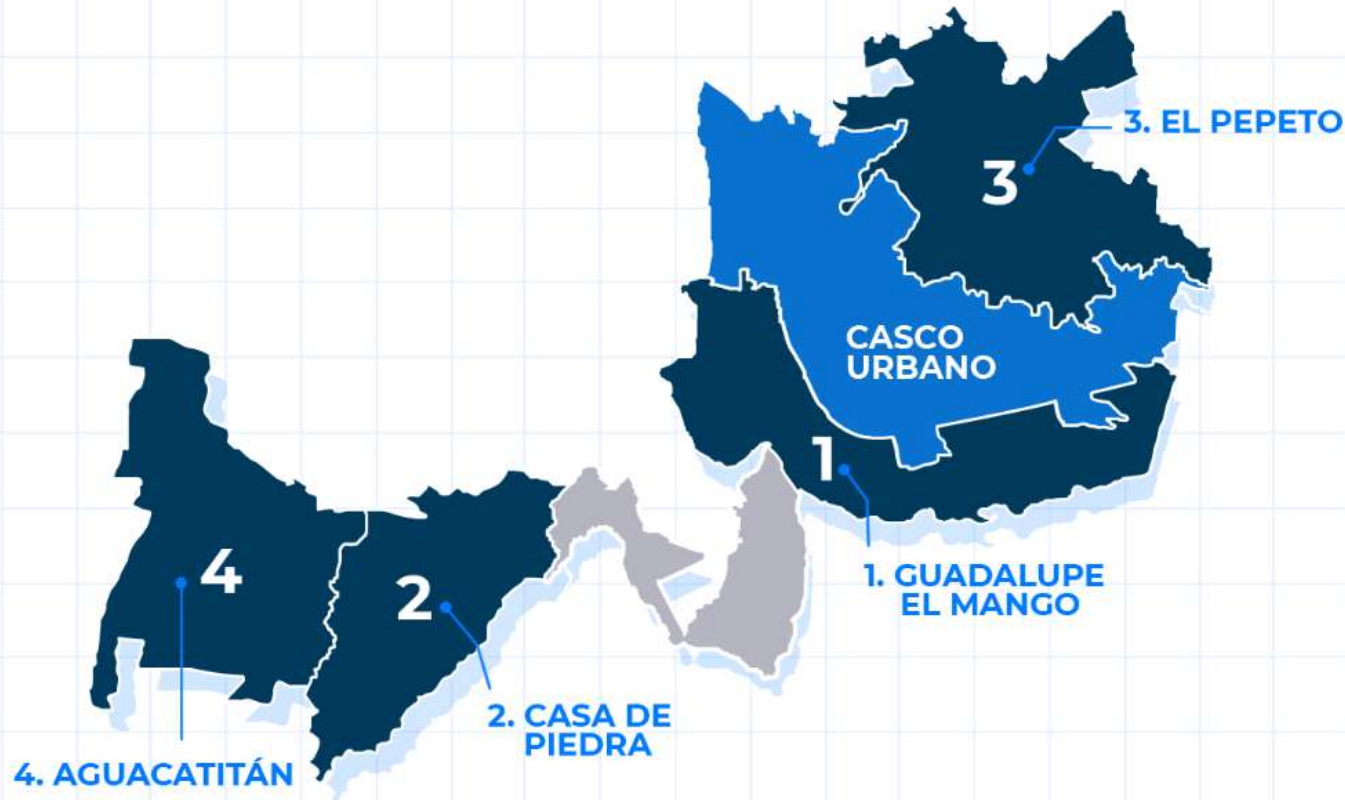 3. EL PEPETO
3
CASCO
URBANO
1
1. GUADALUPE
EL MANGO
4
2
2. CASA DE
PIEDRA
4. AGUACATITÁN